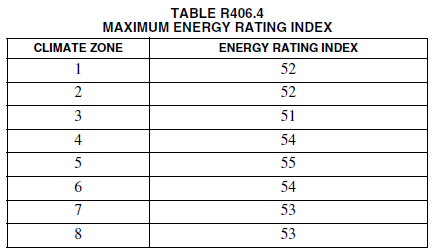 TABLE R406.4
MAXIMUM ENERGY RATING INDEX
CLIMATE ZONE ENERGY RATING INDEX
1 52
2 52
3 51
4 54
5 55
6 54
7 53
8 53